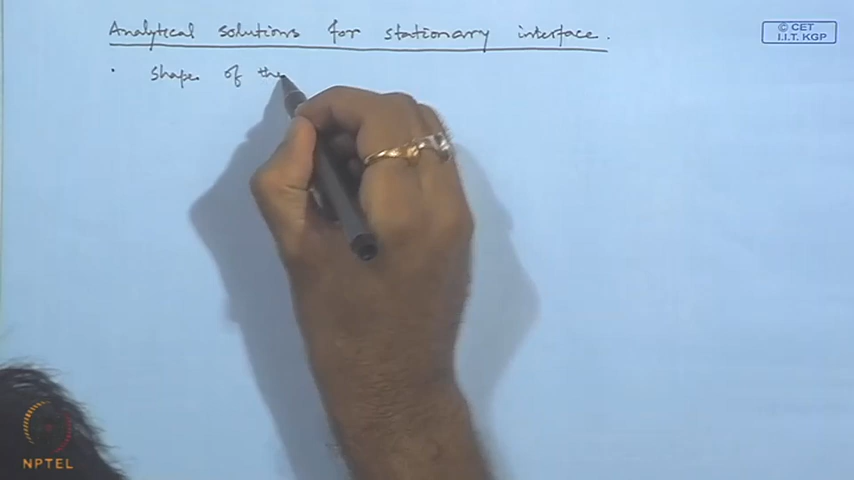 Analytical solutions for stationary interface.
© CET
I.I.T. KGP
· Shape of the
NPTEL